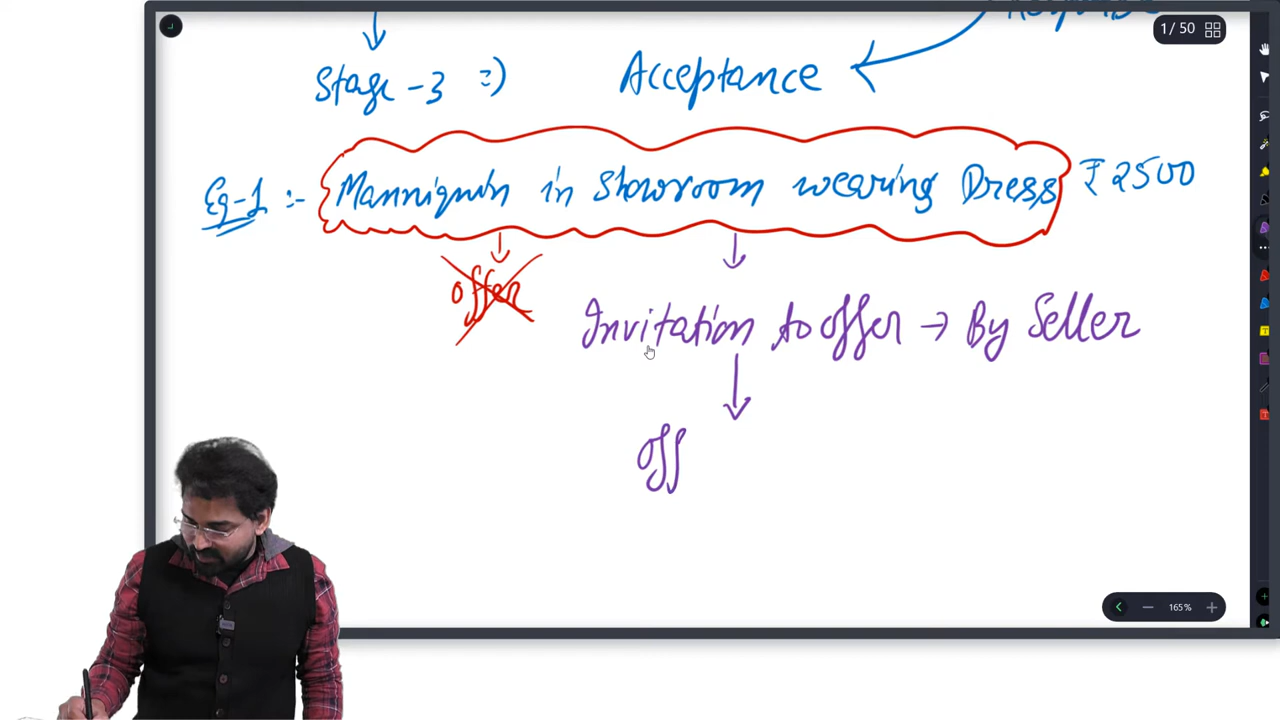 1 / 50
Stage-3 => Acceptance
Eg-1 :- Manniquin in Showroom wearing Dress ₹2500
offer
Invitation to offer → By Seller
off
165%